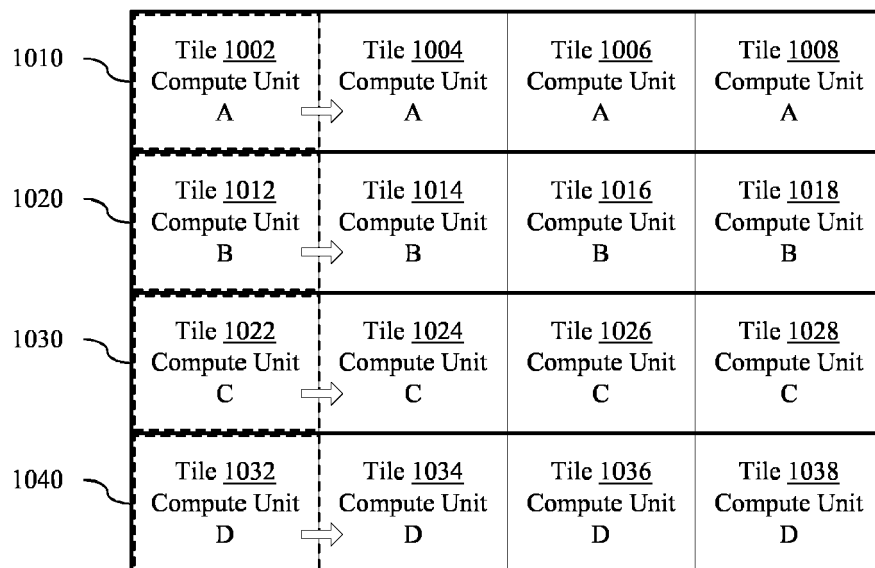 1010
Tile 1002
Compute Unit
A
Tile 1004
Compute Unit
A
Tile 1006
Compute Unit
A
Tile 1008
Compute Unit
A
1020
Tile 1012
Compute Unit
B
Tile 1014
Compute Unit
B
Tile 1016
Compute Unit
B
Tile 1018
Compute Unit
B
1030
Tile 1022
Compute Unit
C
Tile 1024
Compute Unit
C
Tile 1026
Compute Unit
C
Tile 1028
Compute Unit
C
1040
Tile 1032
Compute Unit
D
Tile 1034
Compute Unit
D
Tile 1036
Compute Unit
D
Tile 1038
Compute Unit
D